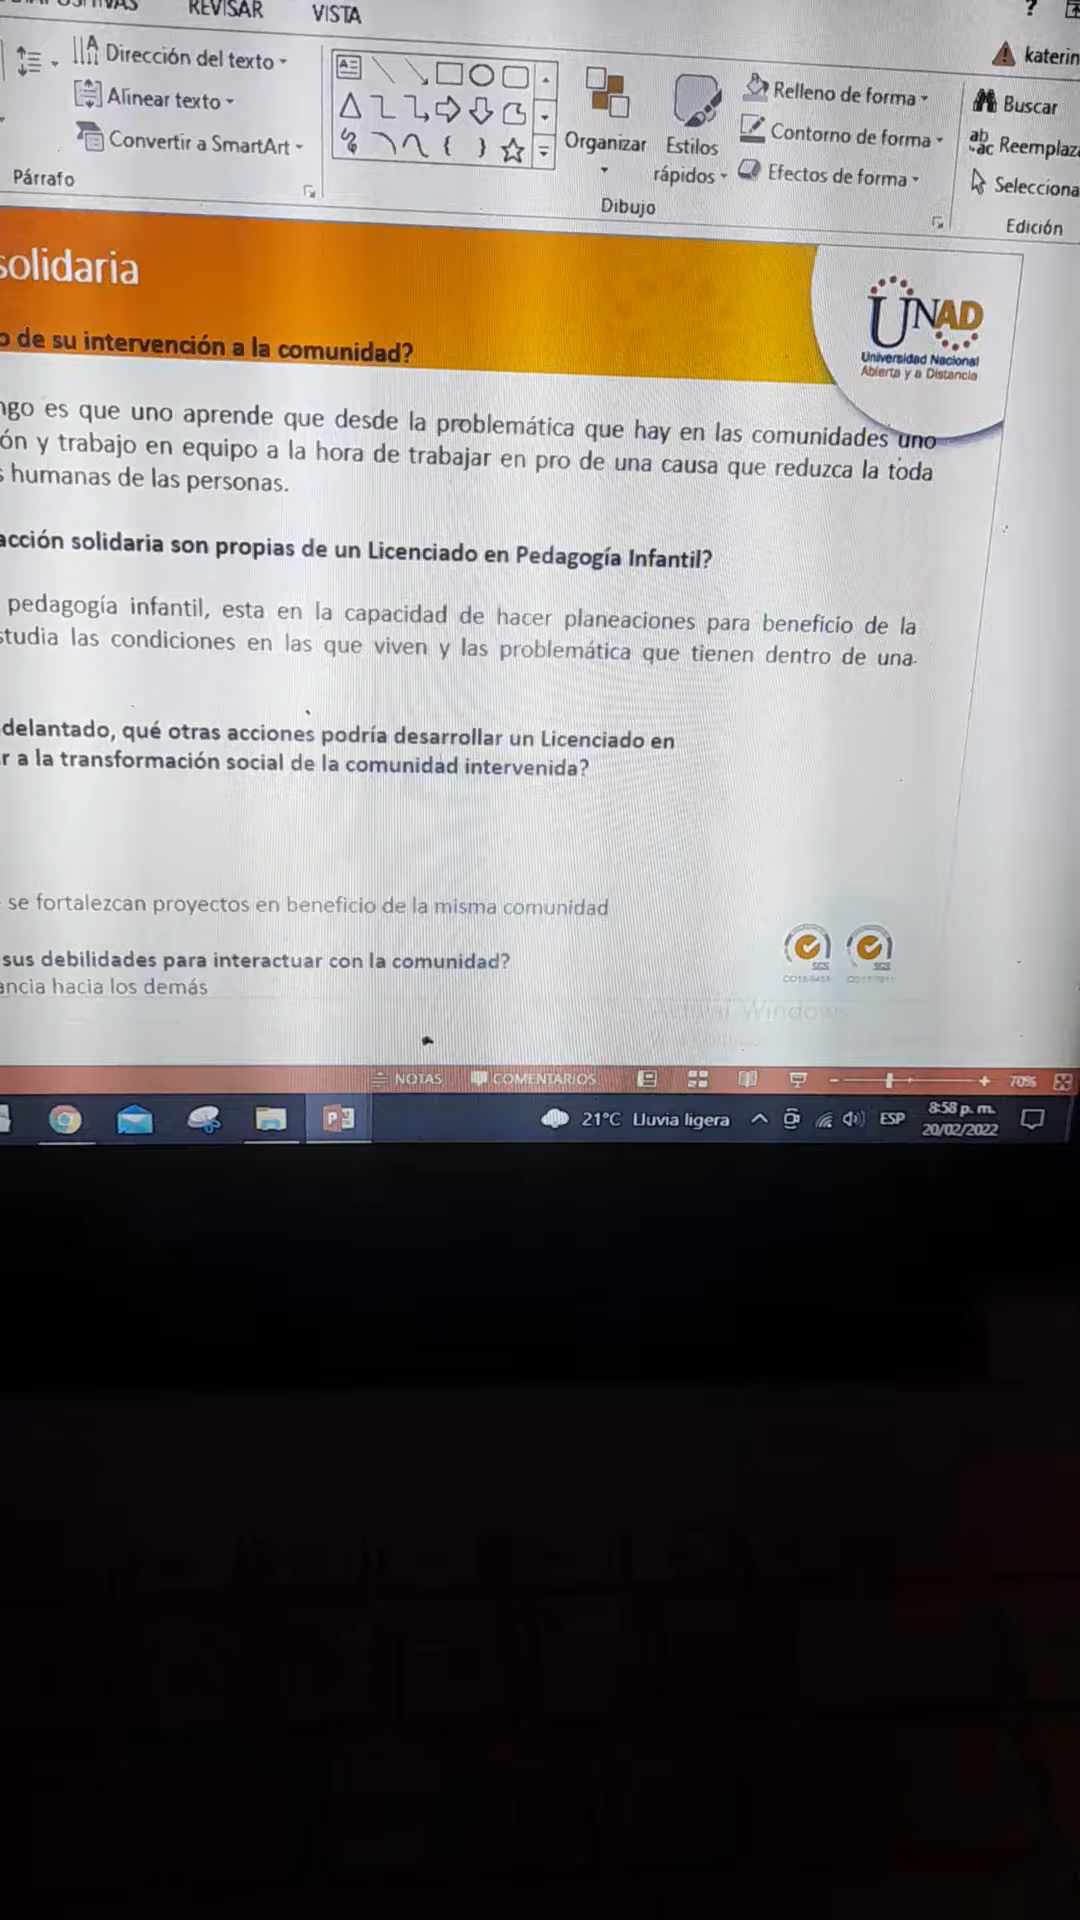 REVISAR
VISTA
?
Dirección del texto
Alinear texto
Convertir a SmartArt
Párrafo
Organizar
Estilos
rápidos
Dibujo
Relleno de forma
Contorno de forma
Efectos de forma
katerin
Buscar
Reemplaza
Selecciona
Edición
solidaria
de su intervención a la comunidad?
UNAD
Universidad Nacional
Abierta y a Distancia
ngo es que uno aprende que desde la problemática que hay en las comunidades uno
ón y trabajo en equipo a la hora de trabajar en pro de una causa que reduzca la toda
s humanas de las personas.
acción solidaria son propias de un Licenciado en Pedagogía Infantil?
pedagogía infantil, esta en la capacidad de hacer planeaciones para beneficio de la
studia las condiciones en las que viven y las problemática que tienen dentro de una
delantado, qué otras acciones podría desarrollar un Licenciado en
r a la transformación social de la comunidad intervenida?
se fortalezcan proyectos en beneficio de la misma comunidad
sus debilidades para interactuar con la comunidad?
ancia hacia los demás
SGS
SGS
Windows
NOTAS
COMENTARIOS
70%
21°C Lluvia ligera
ESP
8:58 p. m.
20/02/2022